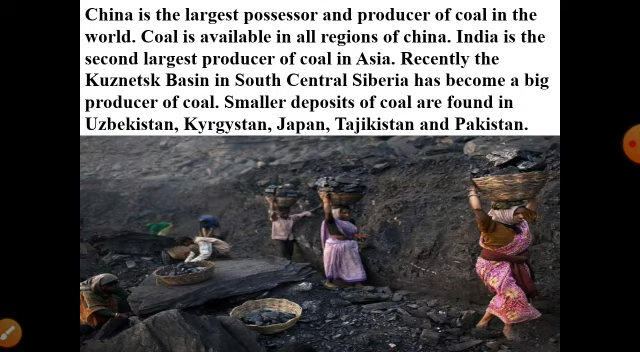 China is the largest possessor and producer of coal in the
world. Coal is available in all regions of china. India is the
second largest producer of coal in Asia. Recently the
Kuznetsk Basin in South Central Siberia has become a big
producer of coal. Smaller deposits of coal are found in
Uzbekistan, Kyrgystan, Japan, Tajikistan and Pakistan.